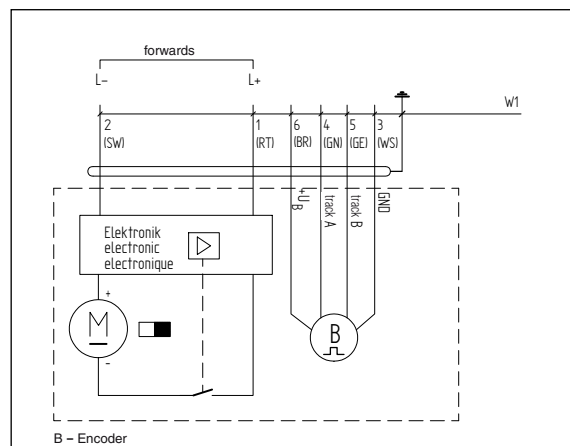 forwards
L– L+
W1
2 1 6 4 5 3
(SW) (RT) (BR) (GN) (GE) (WS)
+UB
track A
track B
GND
Elektronik
electronic
electronique
+
M
–
B
B – Encoder